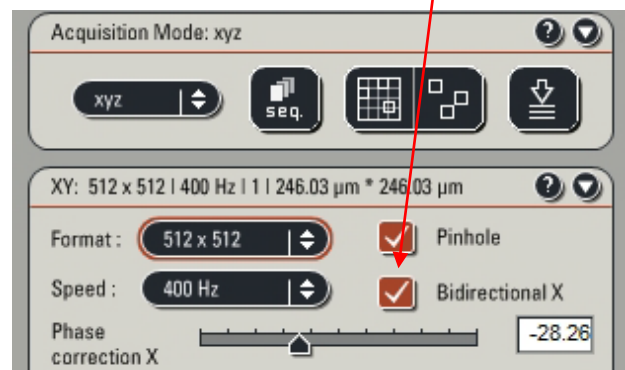 Acquisition Mode: xyz
xyz
seq.
XY: 512 x 512 | 400 Hz | 1 | 246.03 µm * 246.03 µm
Format : 512 x 512 Pinhole
Speed : 400 Hz Bidirectional X
Phase
correction X -28.26